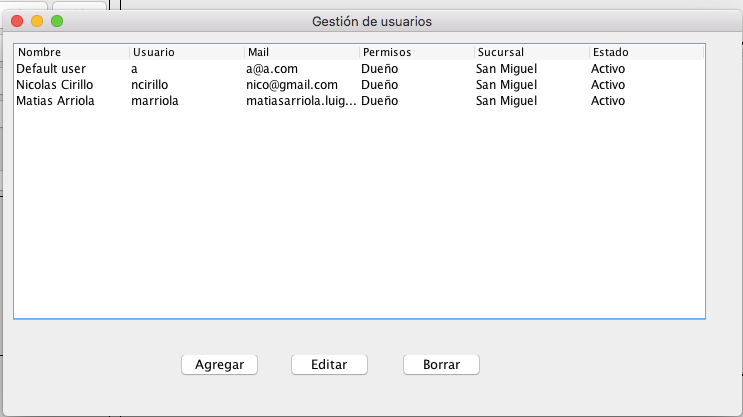 Gestión de usuarios
Nombre Usuario Mail Permisos Sucursal Estado
Default user a a@a.com Dueño San Miguel Activo
Nicolas Cirillo ncirillo nico@gmail.com Dueño San Miguel Activo
Matias Arriola marriola matiasarriola.luig... Dueño San Miguel Activo
Agregar Editar Borrar